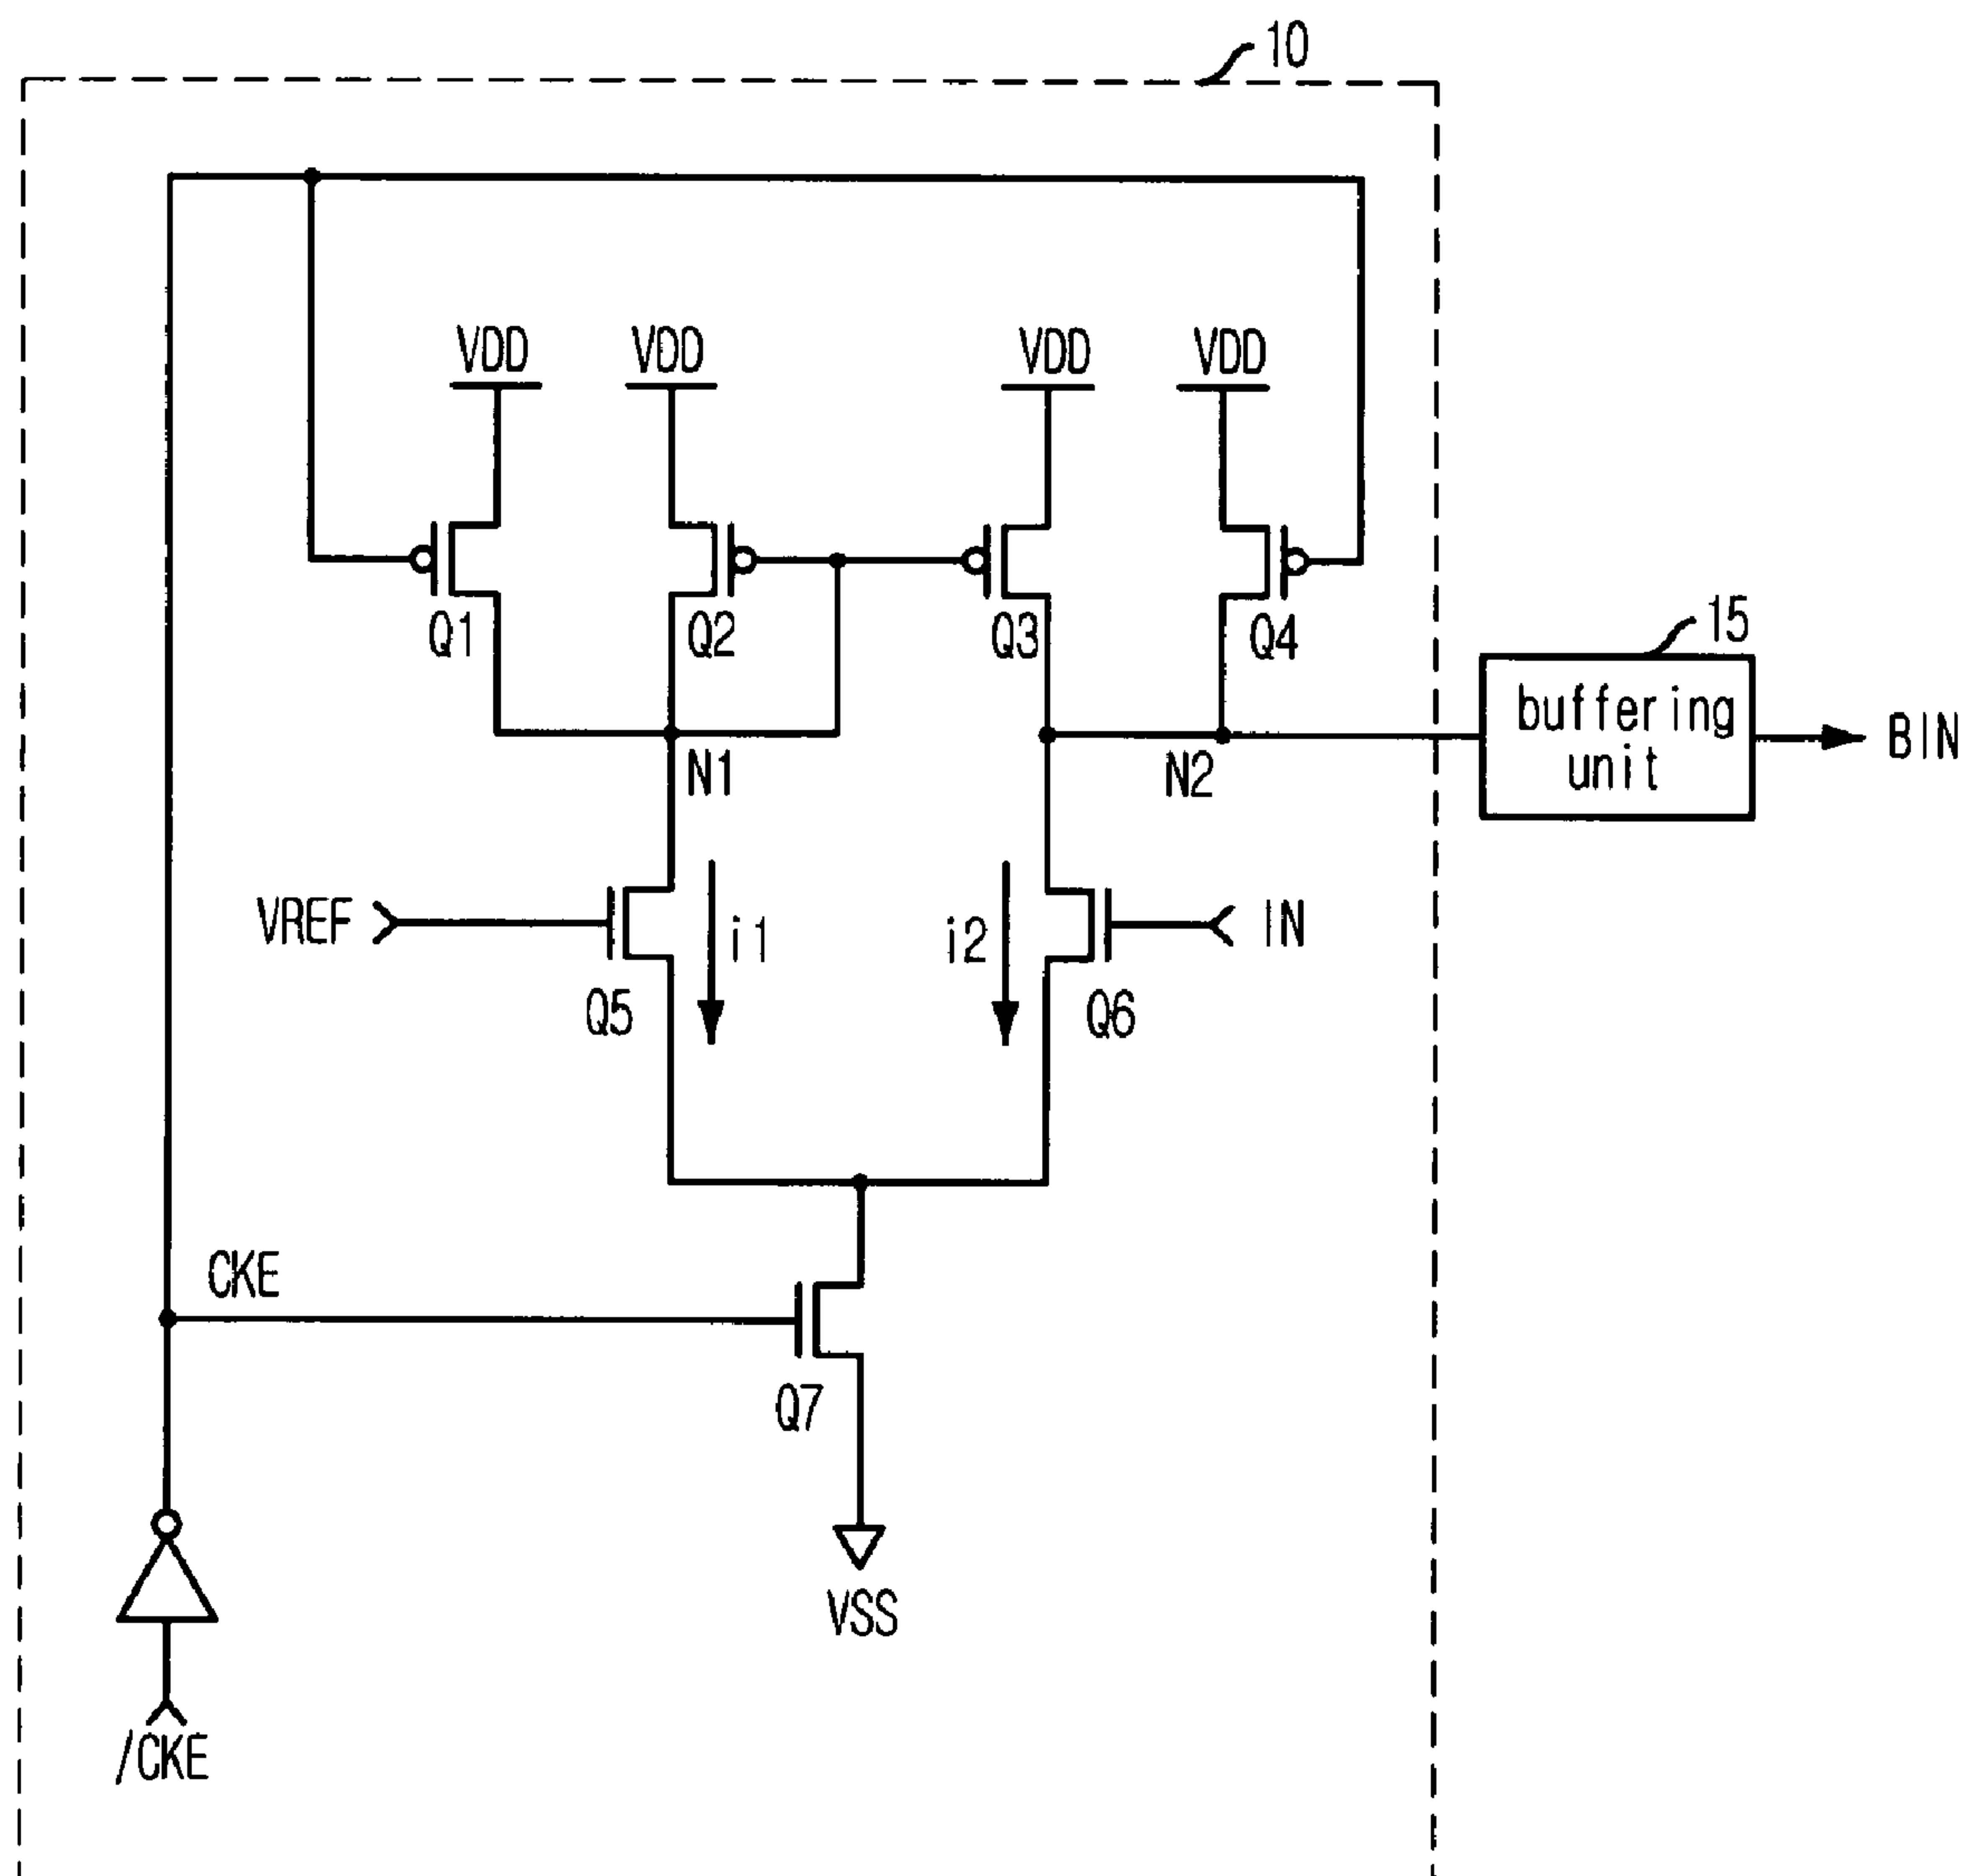 10
VDD
VDD
VDD
VDD
Q1
Q2
Q3
Q4
15
buffering
unit
BIN
N1
N2
VREF
i1
i2
IN
Q5
Q6
CKE
Q7
VSS
/CKE